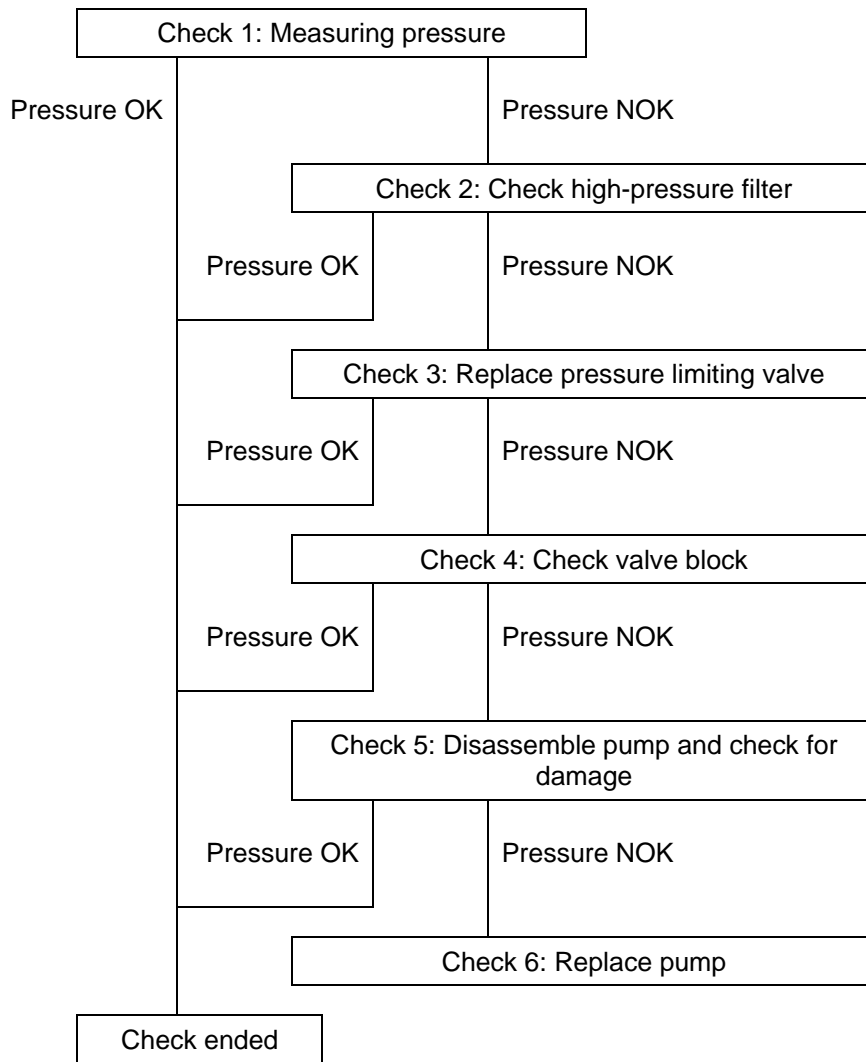 Check 1: Measuring pressure
Pressure OK
Pressure NOK
Check 2: Check high-pressure filter
Pressure OK
Pressure NOK
Check 3: Replace pressure limiting valve
Pressure OK
Pressure NOK
Check 4: Check valve block
Pressure OK
Pressure NOK
Check 5: Disassemble pump and check for
damage
Pressure OK
Pressure NOK
Check 6: Replace pump
Check ended